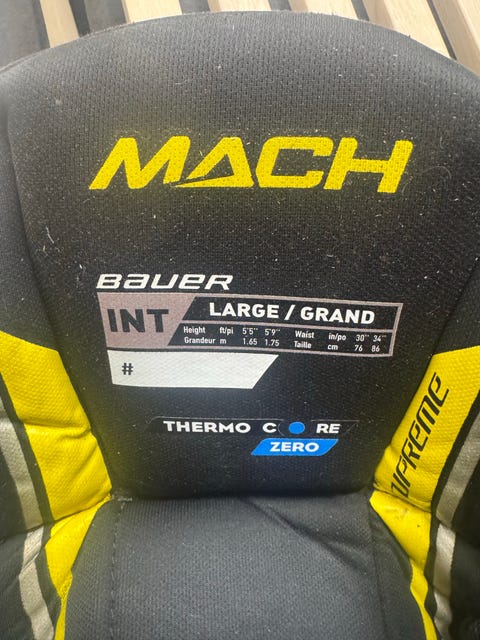 MACH
BAUER
INT LARGE / GRAND
Height ft/pi 5'5'' 5'9'' Waist in/po 30'' 34''
Grandeur m 1.65 1.75 Taille cm 76 86
#
THERMO CORE
ZERO
UPREME